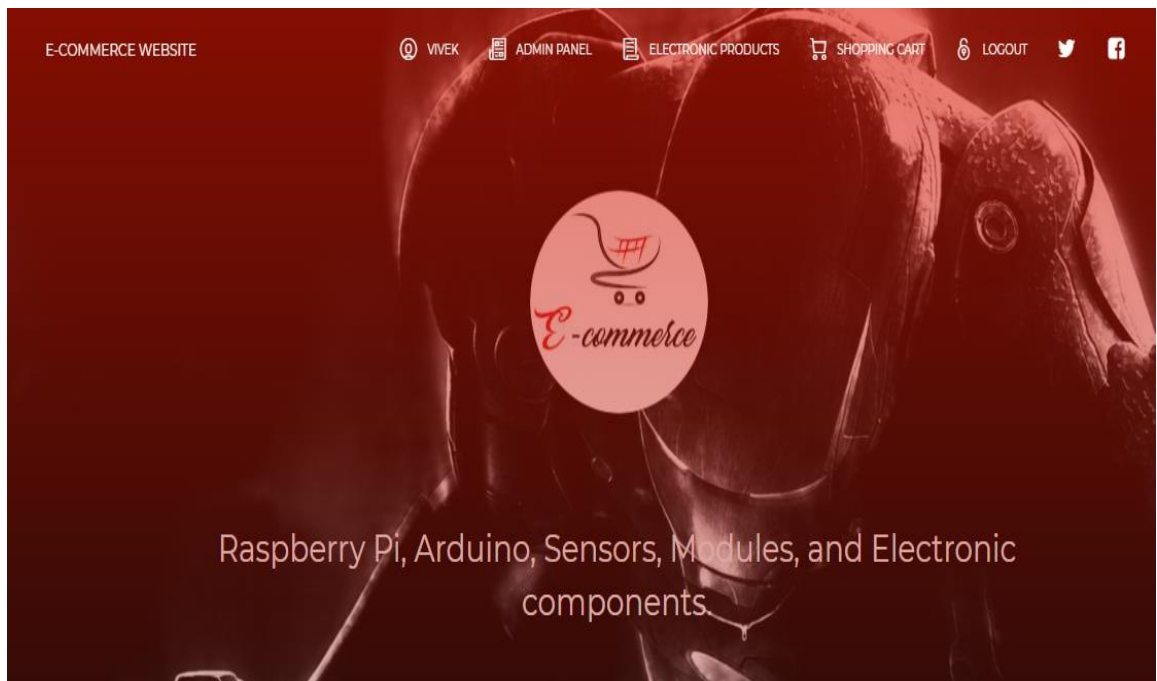 E-COMMERCE WEBSITE
VIVEK
ADMIN PANEL
ELECTRONIC PRODUCTS
SHOPPING CART
LOGOUT
E-commerce
Raspberry Pi, Arduino, Sensors, Modules, and Electronic
components.